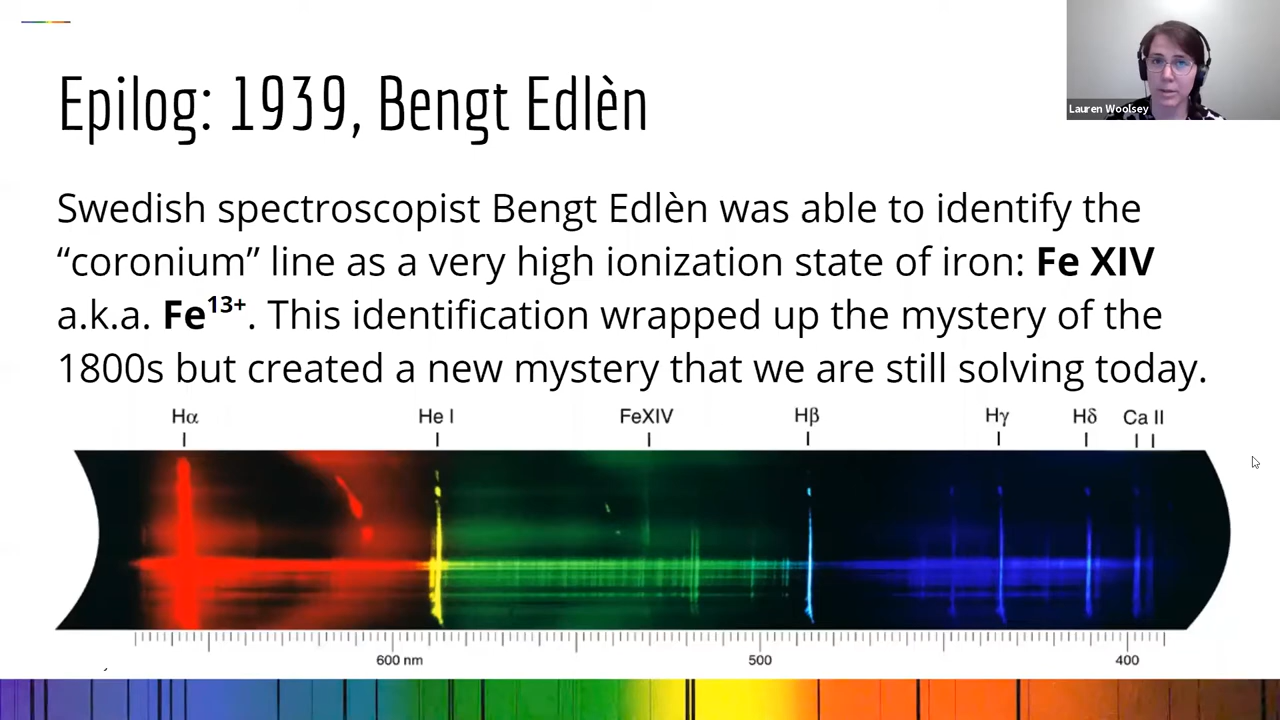 Epilog: 1939, Bengt Edlèn
Lauren Woolsey
Swedish spectroscopist Bengt Edlèn was able to identify the
“coronium” line as a very high ionization state of iron: Fe XIV
a.k.a. Fe¹³⁺. This identification wrapped up the mystery of the
1800s but created a new mystery that we are still solving today.
Hα He I FeXIV Hβ Hγ Hδ Ca II
600 nm 500 400